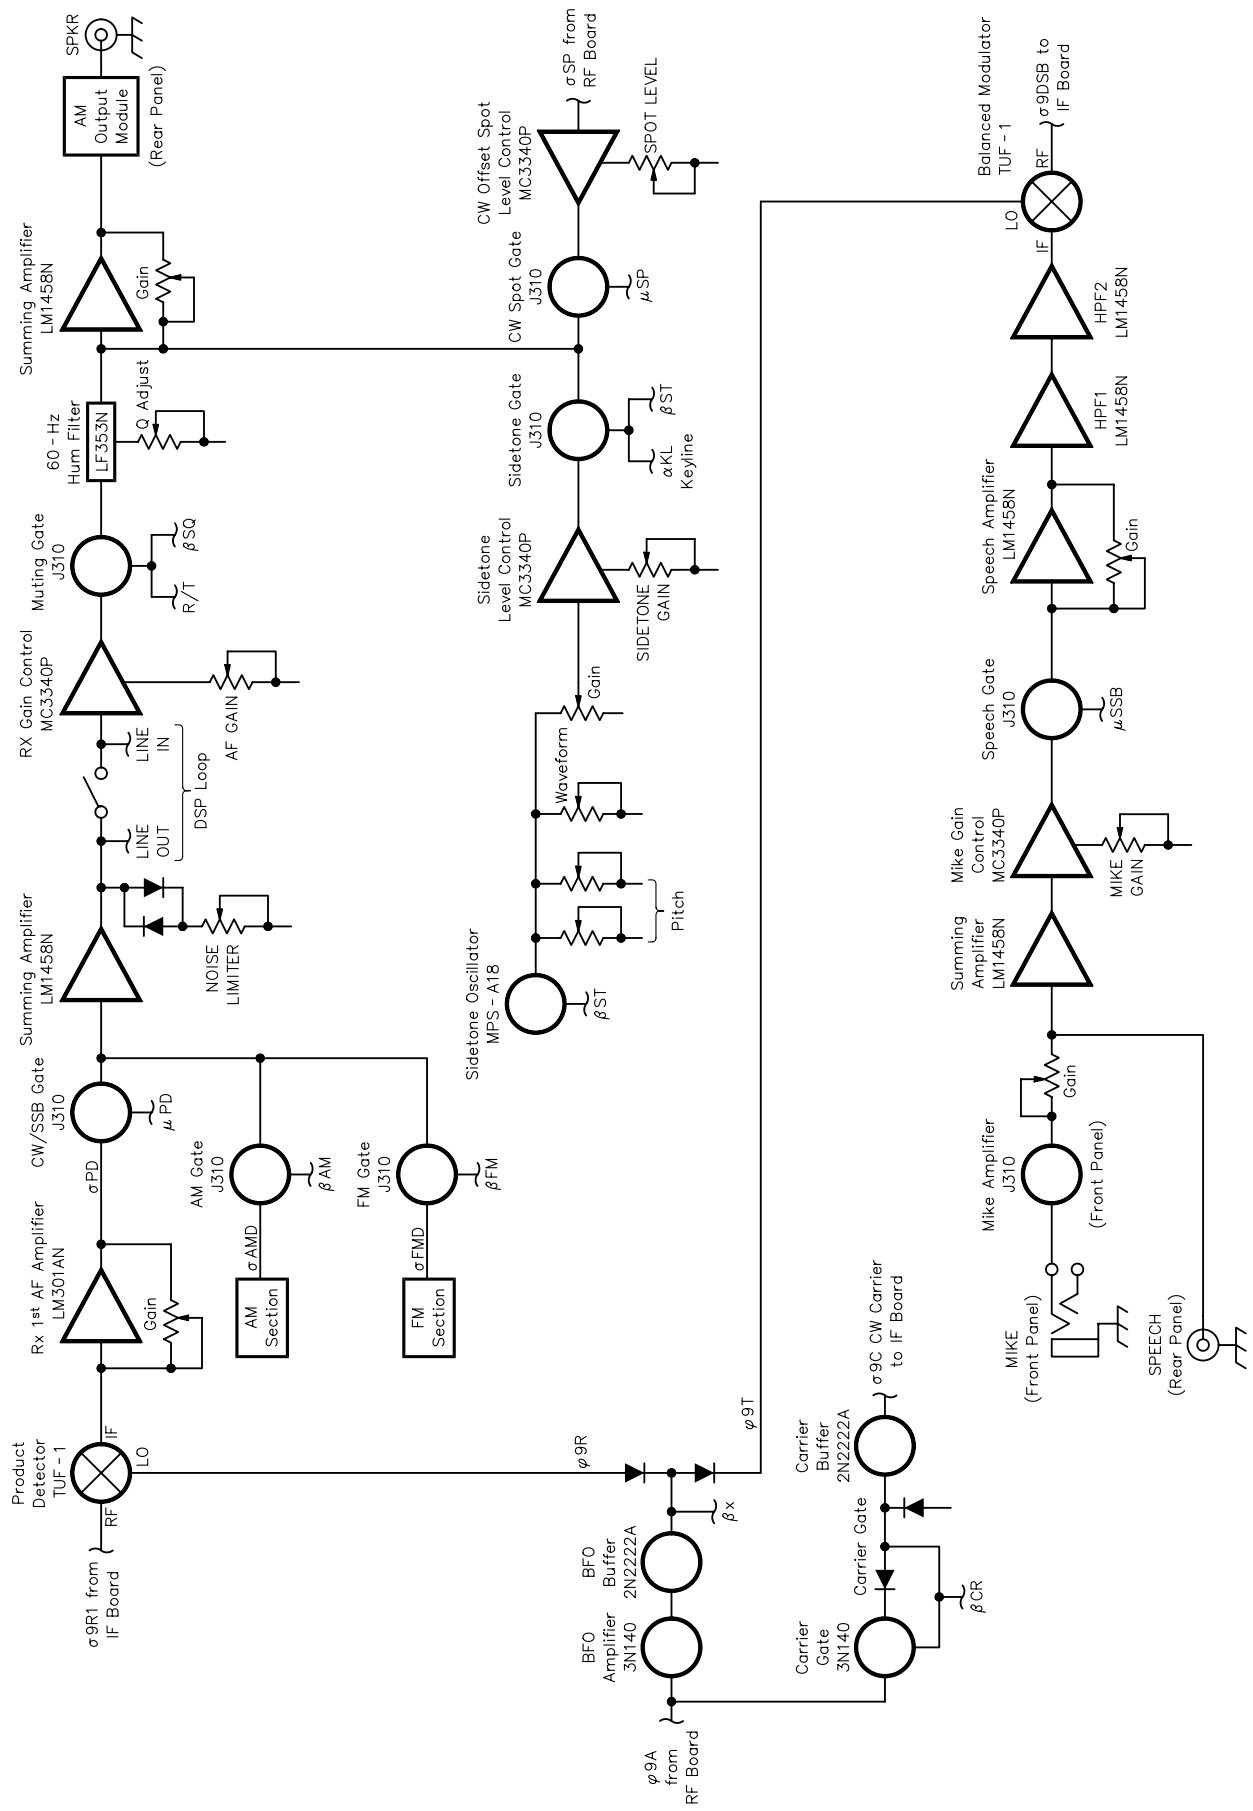 σ9R1 from
IF Board
RF
Product
Detector
TUF-1
IF
LO
Rx 1st AF Amplifier
LM301AN
Gain
σPD
CW/SSB Gate
J310
μPD
Summing Amplifier
LM1458N
NOISE
LIMITER
LINE
OUT
LINE
IN
DSP Loop
RX Gain Control
MC3340P
AF GAIN
Muting Gate
J310
R/T
βSQ
60-Hz
Hum Filter
LF353N
Q Adjust
Summing Amplifier
LM1458N
Gain
AM
Output
Module
(Rear Panel)
SPKR
AM
Section
σAMD
AM Gate
J310
βAM
FM
Section
σFMD
FM Gate
J310
βFM
Sidetone Oscillator
MPS-A18
βST
Pitch
Waveform
Gain
Sidetone
Level Control
MC3340P
SIDETONE
GAIN
Sidetone Gate
J310
αKL
Keyline
βST
CW Spot Gate
J310
μSP
CW Offset Spot
Level Control
MC3340P
SPOT LEVEL
σSP from
RF Board
φ9A
from
RF Board
BFO
Amplifier
3N140
BFO
Buffer
2N2222A
βx
φ9R
φ9T
Carrier
Gate
3N140
Carrier Gate
βCR
Carrier
Buffer
2N2222A
σ9C CW Carrier
to IF Board
MIKE
(Front Panel)
SPEECH
(Rear Panel)
Mike Amplifier
J310
(Front Panel)
Gain
Summing
Amplifier
LM1458N
Mike Gain
Control
MC3340P
MIKE
GAIN
Speech Gate
J310
μSSB
Speech Amplifier
LM1458N
Gain
HPF1
LM1458N
HPF2
LM1458N
IF
LO
Balanced Modulator
TUF-1
RF
σ9DSB to
IF Board